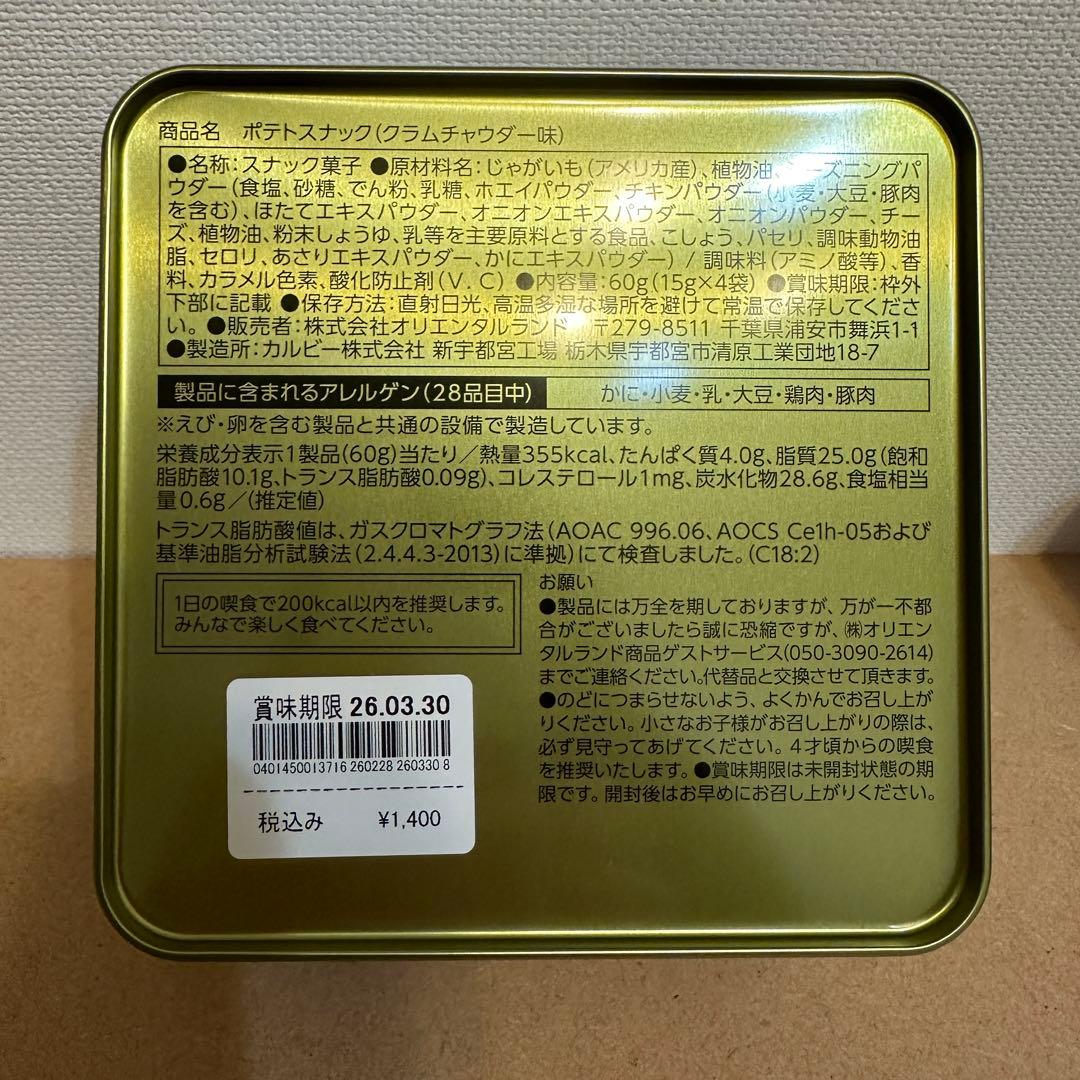 商品名　ポテトスナック(クラムチャウダー味)
●名称：スナック菓子 ●原材料名：じゃがいも(アメリカ産)、植物油、シーズニングパ
ウダー(食塩、砂糖、でん粉、乳糖、ホエイパウダー、チキンパウダー(小麦・大豆・豚肉
を含む)、ほたてエキスパウダー、オニオンエキスパウダー、オニオンパウダー、チー
ズ、植物油、粉末しょうゆ、乳等を主要原料とする食品、こしょう、パセリ、調味動物油
脂、セロリ、あさりエキスパウダー、かにエキスパウダー) / 調味料(アミノ酸等)、香
料、カラメル色素、酸化防止剤(V. C) ●内容量：60g(15g×4袋) ●賞味期限：枠外
下部に記載 ●保存方法：直射日光、高温多湿な場所を避けて常温で保存してくださ
い。●販売者：株式会社オリエンタルランド 〒279-8511 千葉県浦安市舞浜1-1
●製造所：カルビー株式会社 新宇都宮工場 栃木県宇都宮市清原工業団地18-7
製品に含まれるアレルゲン(28品目中)　かに・小麦・乳・大豆・鶏肉・豚肉
※えび・卵を含む製品と共通の設備で製造しています。
栄養成分表示1製品(60g)当たり／熱量355kcal、たんぱく質4.0g、脂質25.0g(飽和
脂肪酸10.1g、トランス脂肪酸0.09g)、コレステロール1mg、炭水化物28.6g、食塩相当
量0.6g／(推定値)
トランス脂肪酸値は、ガスクロマトグラフ法(AOAC 996.06、AOCS Ce1h-05および
基準油脂分析試験法(2.4.4.3-2013)に準拠)にて検査しました。(C18:2)
1日の喫食で200kcal以内を推奨します。
みんなで楽しく食べてください。
お願い
●製品には万全を期しておりますが、万が一不都
合がございましたら誠に恐縮ですが、㈱オリエン
タルランド商品ゲストサービス(050-3090-2614)
までご連絡ください。代替品と交換させて頂きます。
●のどにつまらせないよう、よくかんでお召し上が
りください。小さなお子様がお召し上がりの際は、
必ず見守ってあげてください。4才頃からの喫食
を推奨いたします。●賞味期限は未開封状態の期
限です。開封後はお早めにお召し上がりください。
賞味期限 26.03.30
0401450013716 260228 260330 8
税込み　¥1,400